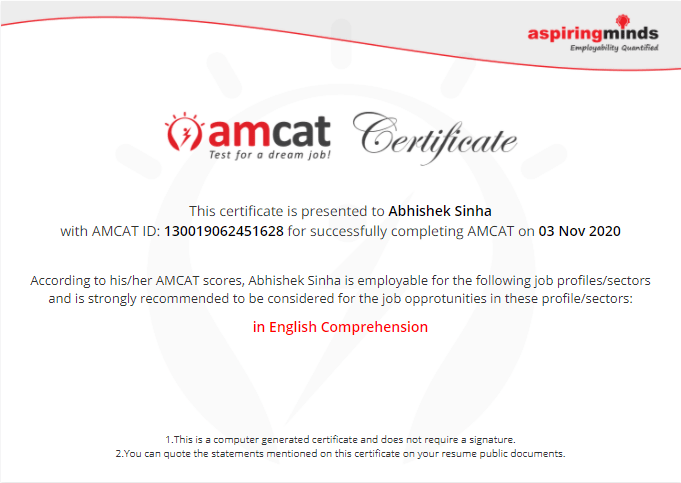 aspiringminds
Employability Quantified
amcat Certificate
Test for a dream job!
This certificate is presented to Abhishek Sinha
with AMCAT ID: 130019062451628 for successfully completing AMCAT on 03 Nov 2020
According to his/her AMCAT scores, Abhishek Sinha is employable for the following job profiles/sectors
and is strongly recommended to be considered for the job opprotunities in these profile/sectors:
in English Comprehension
1.This is a computer generated certificate and does not require a signature.
2.You can quote the statements mentioned on this certificate on your resume public documents.